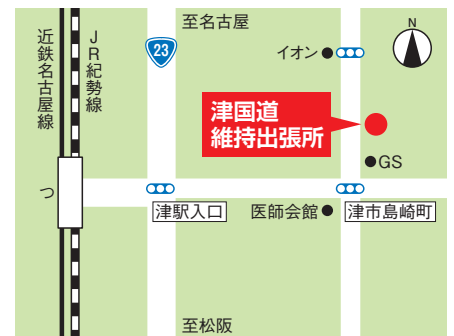 至名古屋
N
近鉄名古屋線
JR紀勢線
23
イオン
津国道
維持出張所
GS
つ
津駅入口
医師会館
津市島崎町
至松阪